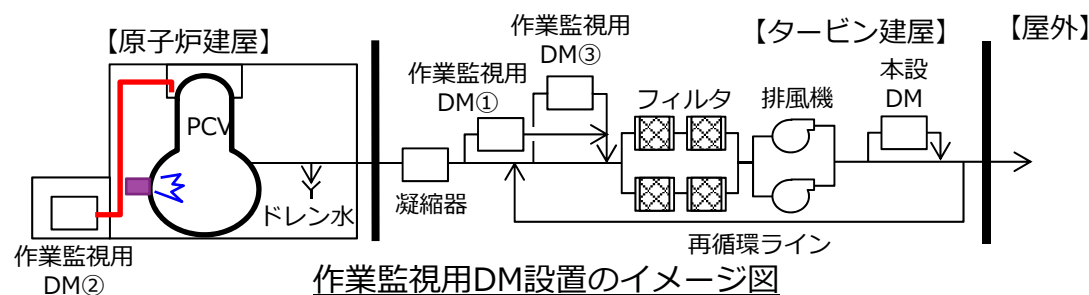 【原子炉建屋】
作業監視用
DM③
【タービン建屋】
【屋外】
作業監視用
DM①
フィルタ
排風機
本設
DM
PCV
ドレン水
凝縮器
再循環ライン
作業監視用
DM②
作業監視用DM設置のイメージ図